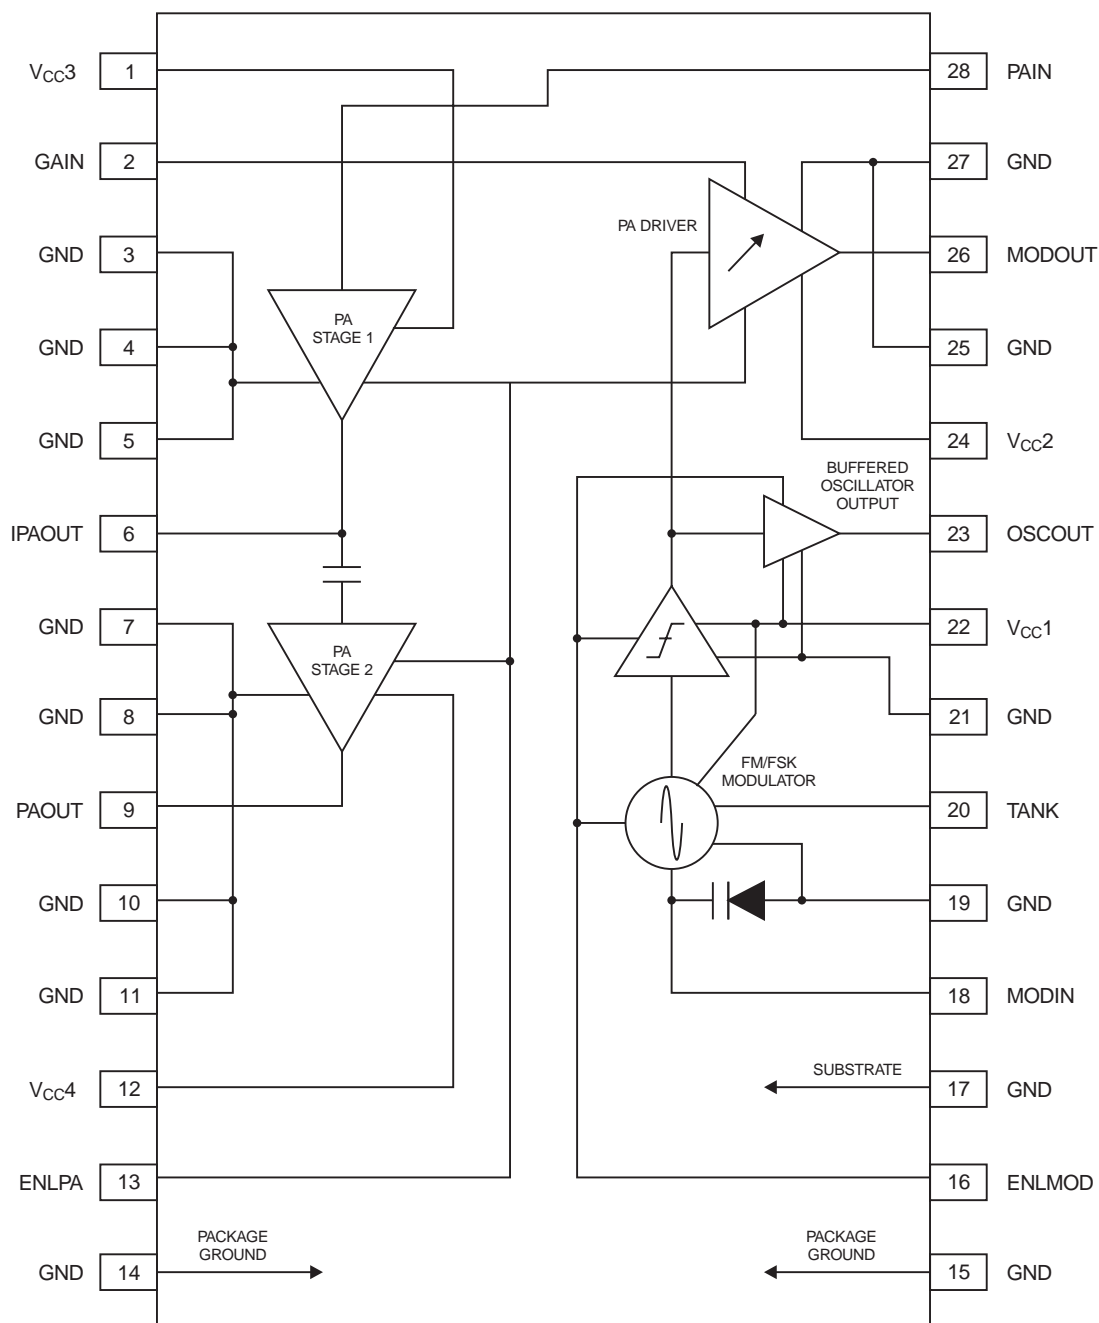 VCC3 1
GAIN 2
GND 3
GND 4
GND 5
IPAOUT 6
GND 7
GND 8
PAOUT 9
GND 10
GND 11
VCC4 12
ENLPA 13
GND 14
PA
STAGE 1
PA
STAGE 2
PACKAGE
GROUND
PA DRIVER
BUFFERED
OSCILLATOR
OUTPUT
FM/FSK
MODULATOR
SUBSTRATE
PACKAGE
GROUND
28 PAIN
27 GND
26 MODOUT
25 GND
24 VCC2
23 OSCOUT
22 VCC1
21 GND
20 TANK
19 GND
18 MODIN
17 GND
16 ENLMOD
15 GND